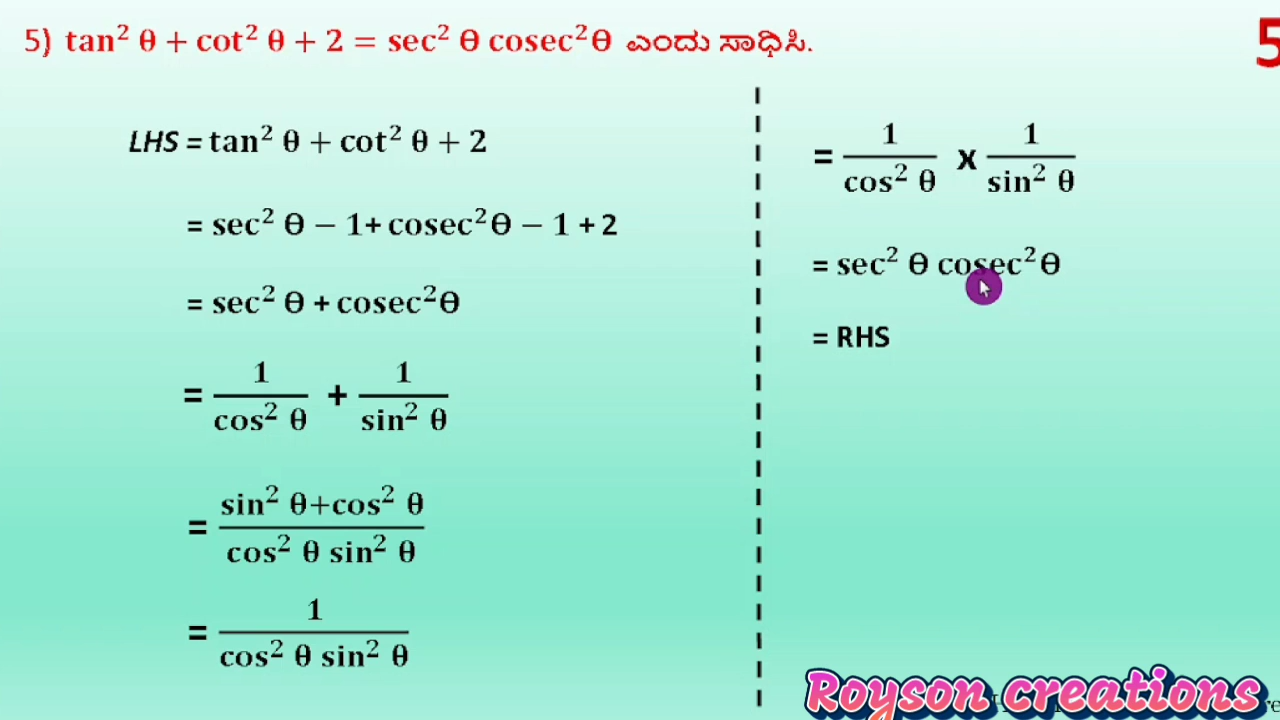 5) tan² θ + cot² θ + 2 = sec² θ cosec²θ ಎಂದು ಸಾಧಿಸಿ.
5
LHS = tan² θ + cot² θ + 2
= sec² θ − 1+ cosec²θ − 1 + 2
= sec² θ + cosec²θ
= 1/cos² θ + 1/sin² θ
= sin² θ+cos² θ/cos² θ sin² θ
= 1/cos² θ sin² θ
= 1/cos² θ x 1/sin² θ
= sec² θ cosec²θ
= RHS
Royson creations